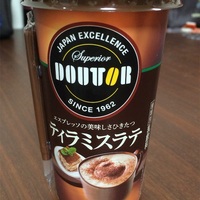 JAPAN EXCELLENCE
Superior
DOUTOR
SINCE 1962
エスプレッソの美味しさひきたつ
ティラミスラテ